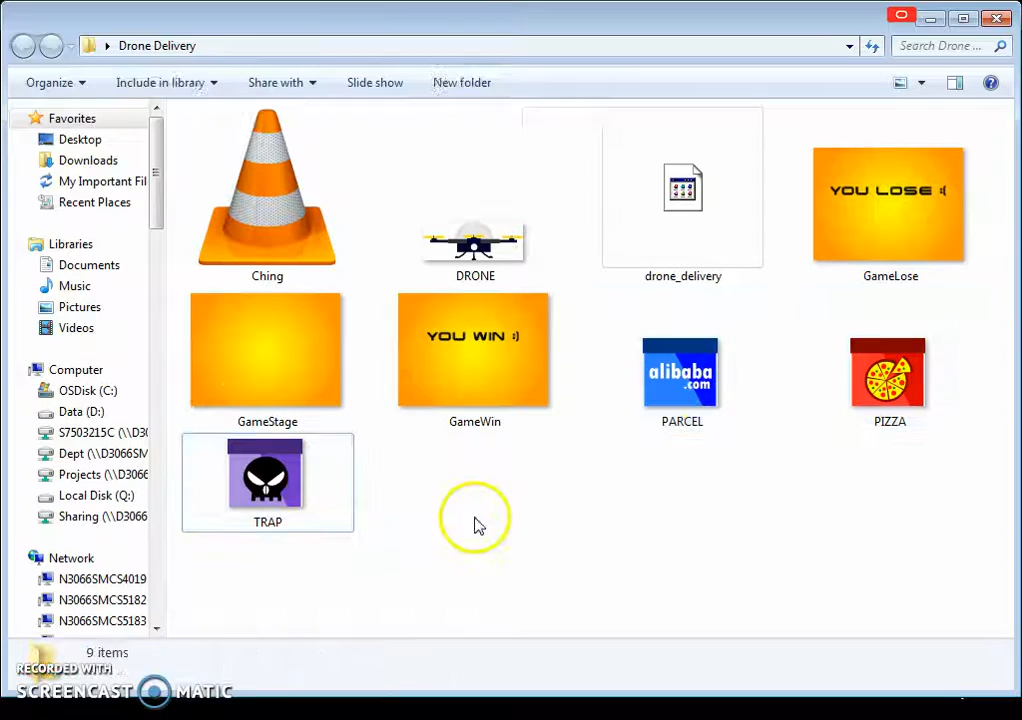 Drone Delivery
Search Drone ...
Organize
Include in library
Share with
Slide show
New folder
Favorites
Desktop
Downloads
My Important Fil
Recent Places
Libraries
Documents
Music
Pictures
Videos
Computer
OSDisk (C:)
Data (D:)
S7503215C (\\D30
Dept (\\D3066SM
Projects (\\D3066
Local Disk (Q:)
Sharing (\\D3066
Network
N3066SMCS4019
N3066SMCS5182
N3066SMCS5183
Ching
DRONE
drone_delivery
YOU LOSE :(
GameLose
GameStage
YOU WIN :)
GameWin
alibaba
.com
PARCEL
PIZZA
TRAP
9 items
RECORDED WITH
SCREENCAST MATIC